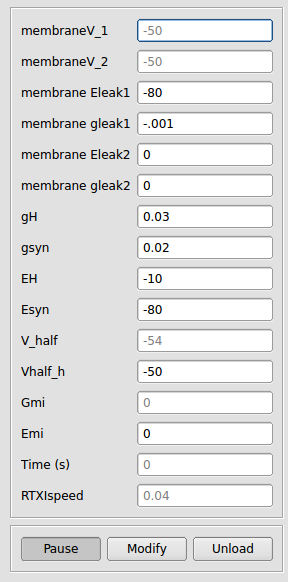 membraneV_1 -50
membraneV_2 -50
membrane Eleak1 -80
membrane gleak1 -.001
membrane Eleak2 0
membrane gleak2 0
gH 0.03
gsyn 0.02
EH -10
Esyn -80
V_half -54
Vhalf_h -50
Gmi 0
Emi 0
Time (s) 0
RTXIspeed 0.04
Pause Modify Unload